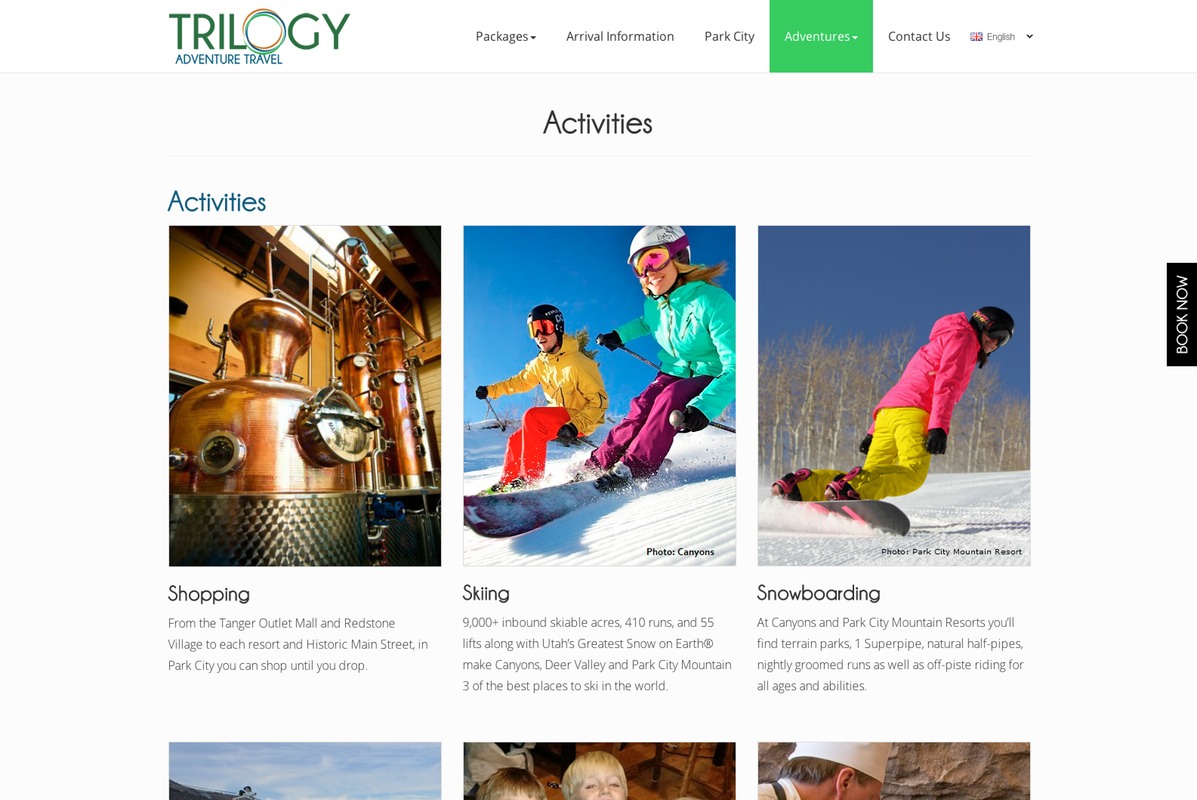 TRILOGY
ADVENTURE TRAVEL
Packages
Arrival Information
Park City
Adventures
Contact Us
English
Activities
Activities
BOOK NOW
Photo: Canyons
Photo: Park City Mountain Resort
Shopping
From the Tanger Outlet Mall and Redstone
Village to each resort and Historic Main Street, in
Park City you can shop until you drop.
Skiing
9,000+ inbound skiable acres, 410 runs, and 55
lifts along with Utah's Greatest Snow on Earth®
make Canyons, Deer Valley and Park City Mountain
3 of the best places to ski in the world.
Snowboarding
At Canyons and Park City Mountain Resorts you'll
find terrain parks, 1 Superpipe, natural half-pipes,
nightly groomed runs as well as off-piste riding for
all ages and abilities.